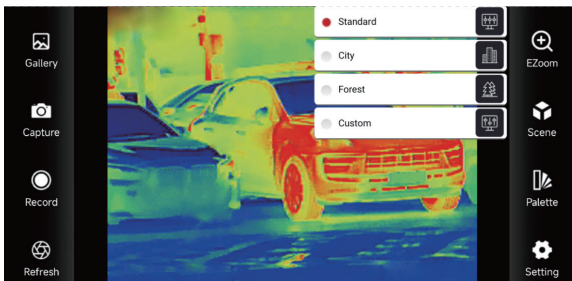 Gallery
Capture
Record
Refresh
Standard
City
Forest
Custom
EZoom
Scene
Palette
Setting